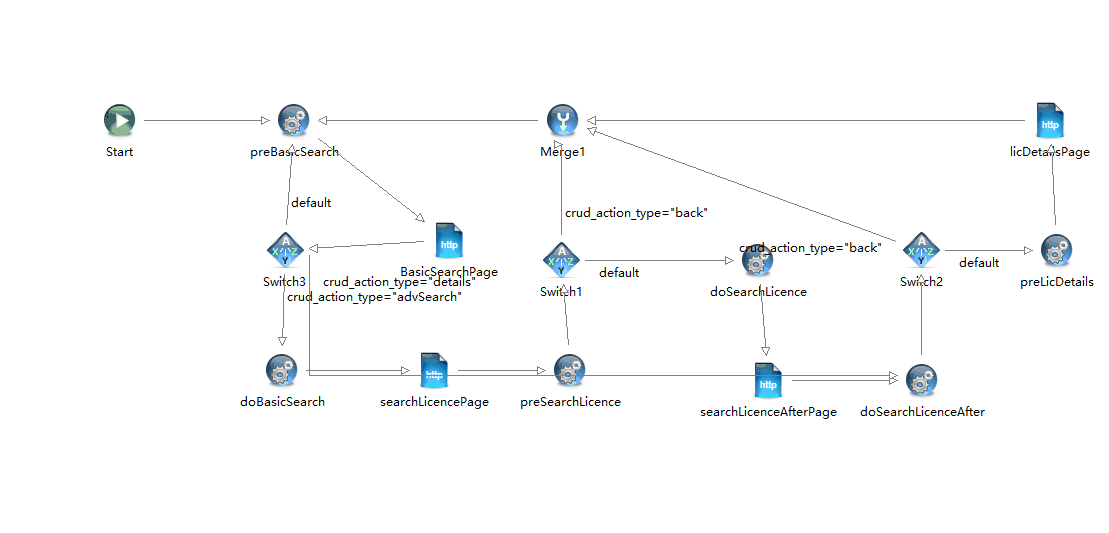 Start
preBasicSearch
Merge1
http
licDetailsPage
default
crud_action_type="back"
http
BasicSearchPage
A
X
Z
Y
Switch3
crud_action_type="details"
crud_action_type="advSearch"
A
X
Z
Y
Switch1
default
crud_action_type="back"
doSearchLicence
A
X
Z
Y
Switch2
default
preLicDetails
doBasicSearch
http
searchLicencePage
preSearchLicence
http
searchLicenceAfterPage
doSearchLicenceAfter